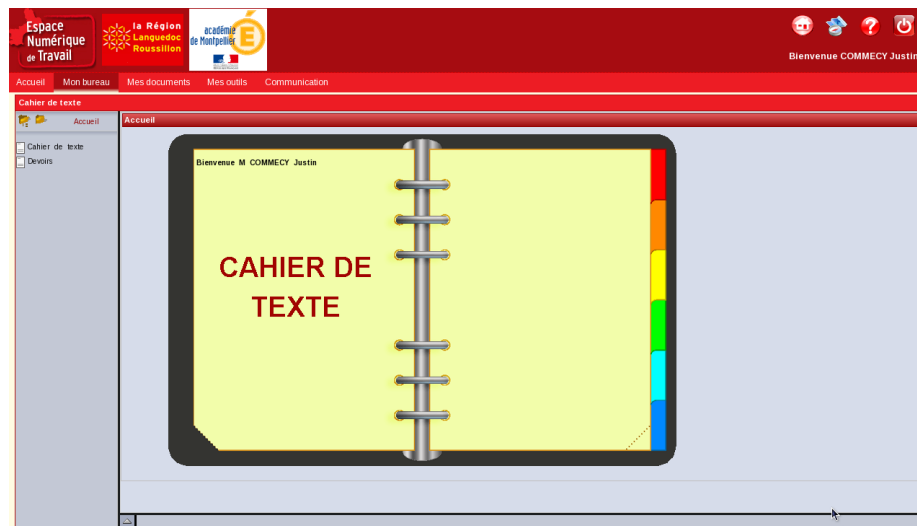 Espace
Numérique
de Travail
la Région
Languedoc
Roussillon
académie
de Montpellier
Bienvenue COMMECY Justin
Accueil Mon bureau Mes documents Mes outils Communication
Cahier de texte
Accueil
Accueil
Cahier de texte
Devoirs
Bienvenue M COMMECY Justin
CAHIER DE
TEXTE